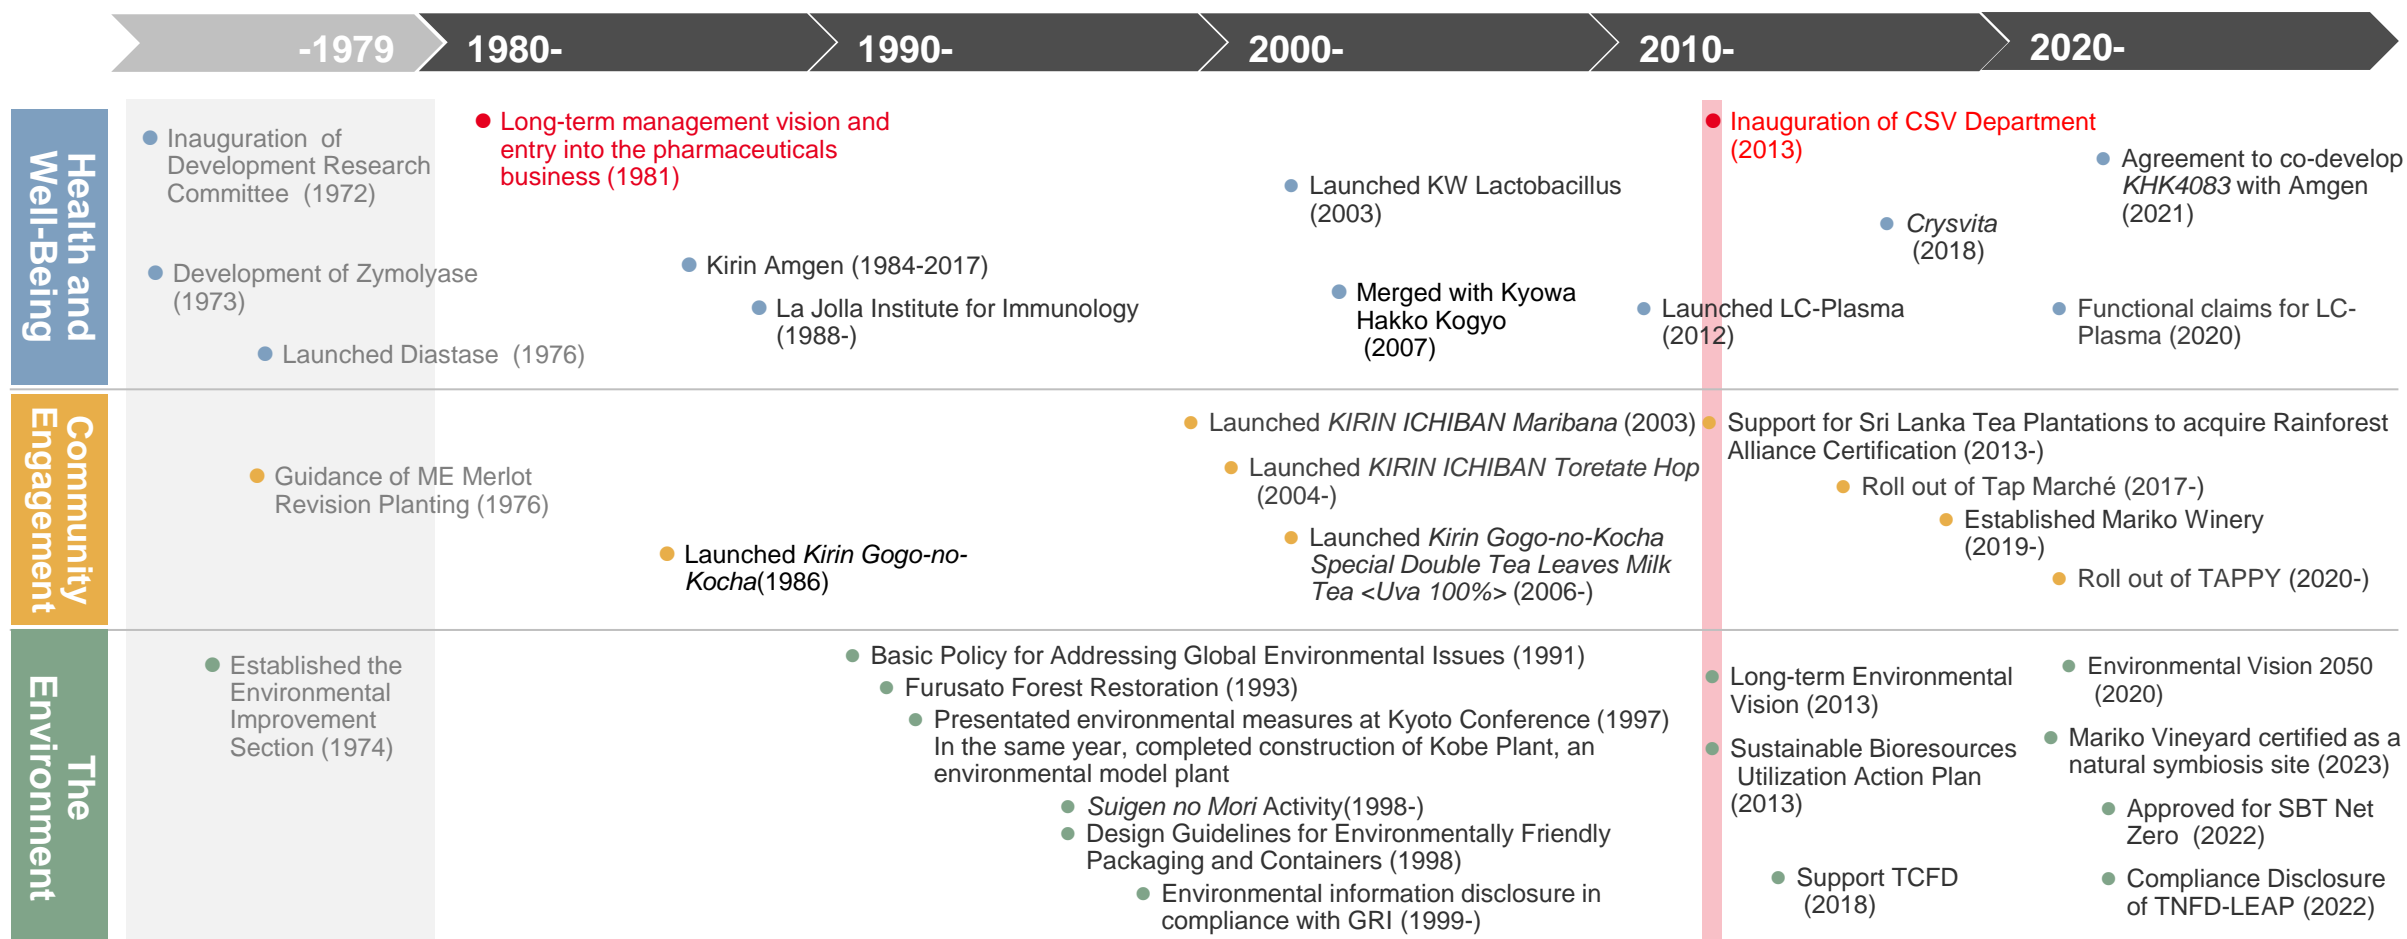 -1979
1980-
1990-
2000-
2010-
2020-
Health and
Well-Being
Inauguration of
Development Research
Committee (1972)
Development of Zymolyase
(1973)
Launched Diastase (1976)
Long-term management vision and
entry into the pharmaceuticals
business (1981)
Kirin Amgen (1984-2017)
La Jolla Institute for Immunology
(1988-)
Launched KW Lactobacillus
(2003)
Merged with Kyowa
Hakko Kogyo
(2007)
Inauguration of CSV Department
(2013)
Launched LC-Plasma
(2012)
Crysvita
(2018)
Agreement to co-develop
KHK4083 with Amgen
(2021)
Functional claims for LC-
Plasma (2020)
Community
Engagement
Guidance of ME Merlot
Revision Planting (1976)
Launched Kirin Gogo-no-
Kocha(1986)
Launched KIRIN ICHIBAN Maribana (2003)
Launched KIRIN ICHIBAN Toretate Hop
(2004-)
Launched Kirin Gogo-no-Kocha
Special Double Tea Leaves Milk
Tea <Uva 100%> (2006-)
Support for Sri Lanka Tea Plantations to acquire Rainforest
Alliance Certification (2013-)
Roll out of Tap Marché (2017-)
Established Mariko Winery
(2019-)
Roll out of TAPPY (2020-)
The
Environment
Established the
Environmental
Improvement
Section (1974)
Basic Policy for Addressing Global Environmental Issues (1991)
Furusato Forest Restoration (1993)
Presentated environmental measures at Kyoto Conference (1997)
In the same year, completed construction of Kobe Plant, an
environmental model plant
Suigen no Mori Activity(1998-)
Design Guidelines for Environmentally Friendly
Packaging and Containers (1998)
Environmental information disclosure in
compliance with GRI (1999-)
Long-term Environmental
Vision (2013)
Sustainable Bioresources
Utilization Action Plan
(2013)
Support TCFD
(2018)
Environmental Vision 2050
(2020)
Mariko Vineyard certified as a
natural symbiosis site (2023)
Approved for SBT Net
Zero (2022)
Compliance Disclosure
of TNFD-LEAP (2022)